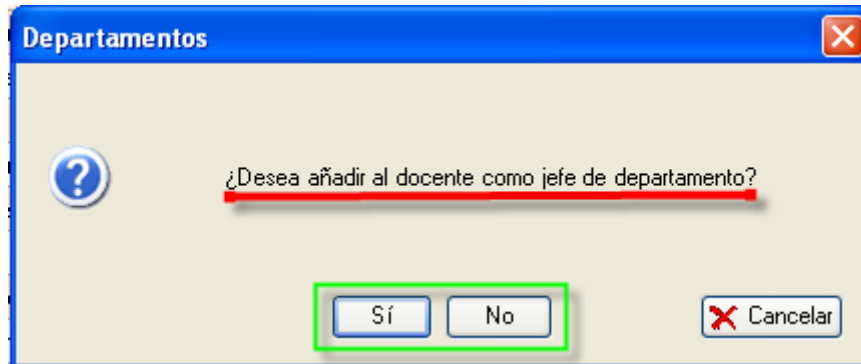 Departamentos
¿Desea añadir al docente como jefe de departamento?
Sí No Cancelar